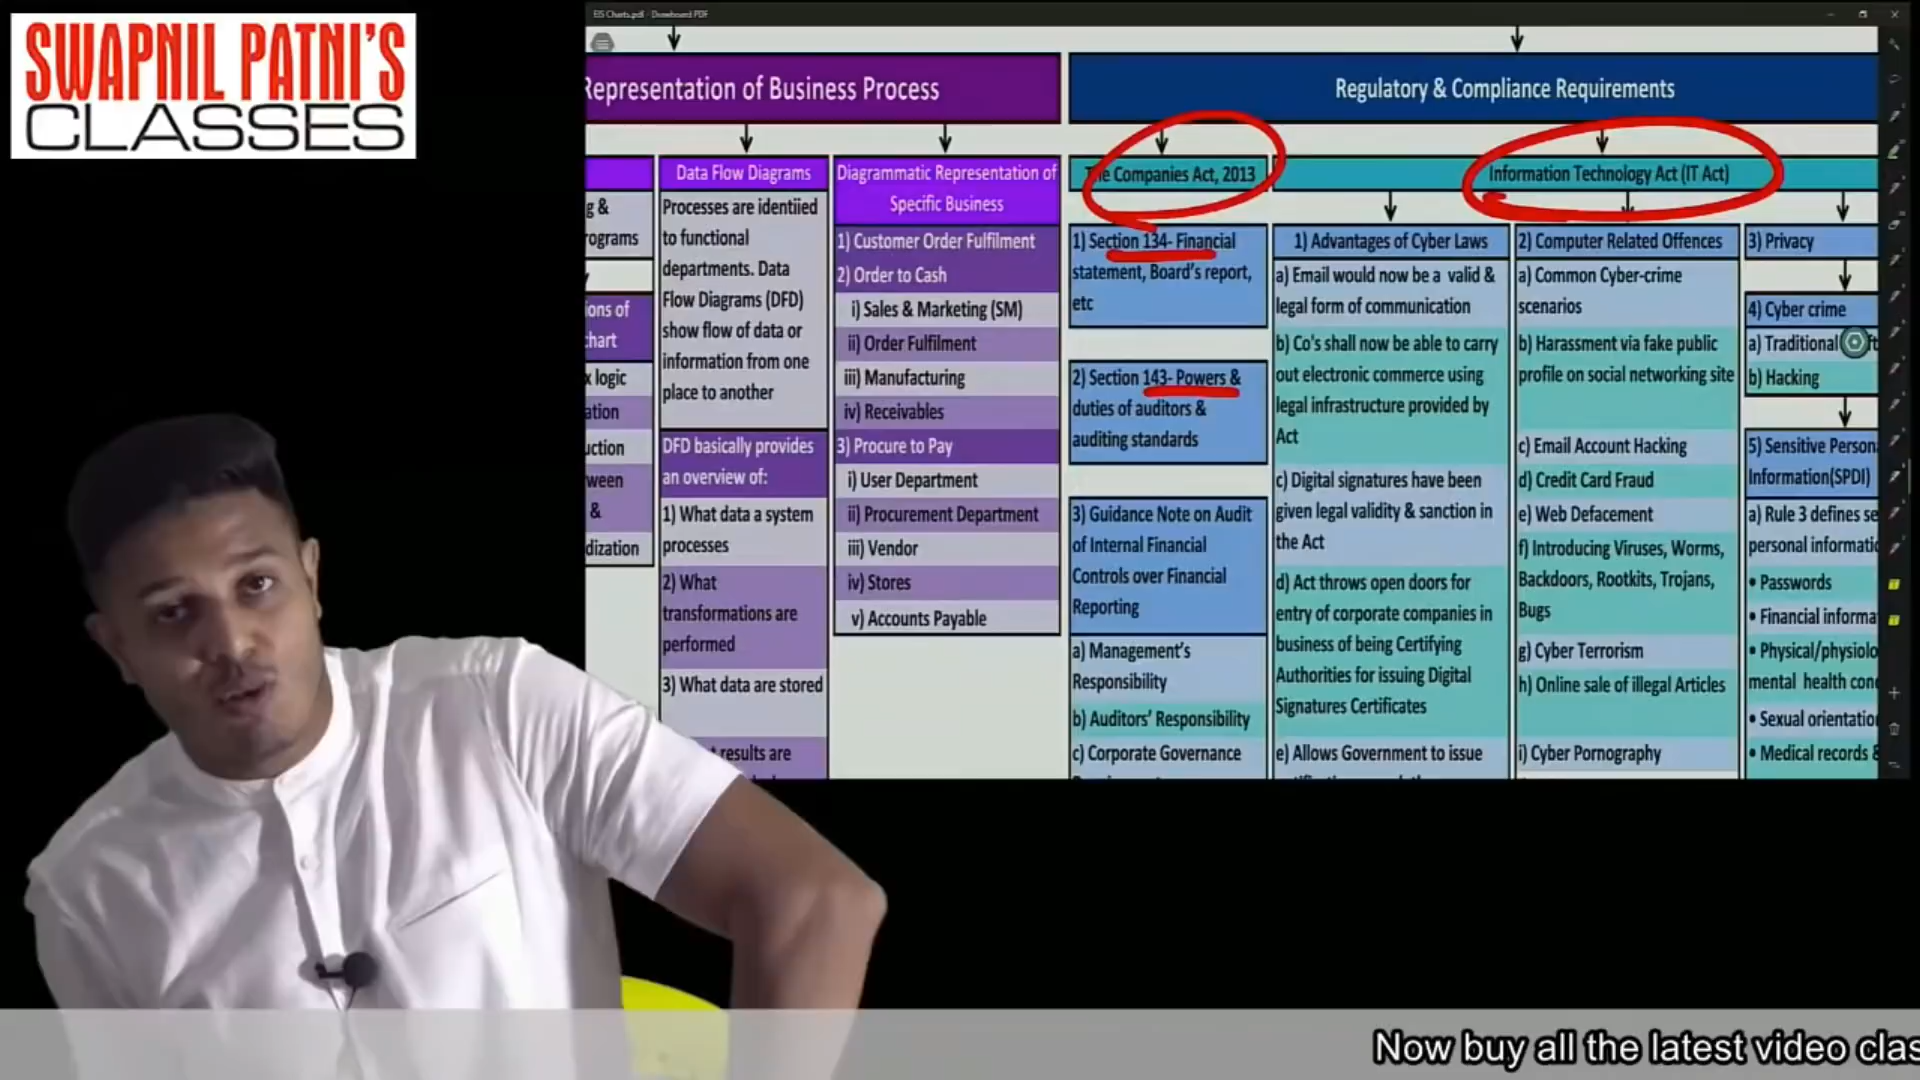 SWAPNIL PATNI'S
CLASSES
EIS Charts.pdf - Drawboard PDF
Representation of Business Process
Data Flow Diagrams
Processes are identiied
to functional
departments. Data
Flow Diagrams (DFD)
show flow of data or
information from one
place to another
DFD basically provides
an overview of:
1) What data a system
processes
2) What
transformations are
performed
3) What data are stored
results are
Diagrammatic Representation of
Specific Business
1) Customer Order Fulfilment
2) Order to Cash
i) Sales & Marketing (SM)
ii) Order Fulfilment
iii) Manufacturing
iv) Receivables
3) Procure to Pay
i) User Department
ii) Procurement Department
iii) Vendor
iv) Stores
v) Accounts Payable
Regulatory & Compliance Requirements
The Companies Act, 2013
1) Section 134- Financial
statement, Board's report,
etc
2) Section 143- Powers &
duties of auditors &
auditing standards
3) Guidance Note on Audit
of Internal Financial
Controls over Financial
Reporting
a) Management's
Responsibility
b) Auditors' Responsibility
c) Corporate Governance
Information Technology Act (IT Act)
1) Advantages of Cyber Laws
a) Email would now be a valid &
legal form of communication
b) Co's shall now be able to carry
out electronic commerce using
legal infrastructure provided by
Act
c) Digital signatures have been
given legal validity & sanction in
the Act
d) Act throws open doors for
entry of corporate companies in
business of being Certifying
Authorities for issuing Digital
Signatures Certificates
e) Allows Government to issue
2) Computer Related Offences
a) Common Cyber-crime
scenarios
b) Harassment via fake public
profile on social networking site
c) Email Account Hacking
d) Credit Card Fraud
e) Web Defacement
f) Introducing Viruses, Worms,
Backdoors, Rootkits, Trojans,
Bugs
g) Cyber Terrorism
h) Online sale of illegal Articles
i) Cyber Pornography
3) Privacy
4) Cyber crime
a) Traditional
b) Hacking
5) Sensitive Person
Information(SPDI)
a) Rule 3 defines se
personal informatio
• Passwords
• Financial informa
• Physical/physiolo
mental health con
• Sexual orientatio
• Medical records &
Now buy all the latest video clas